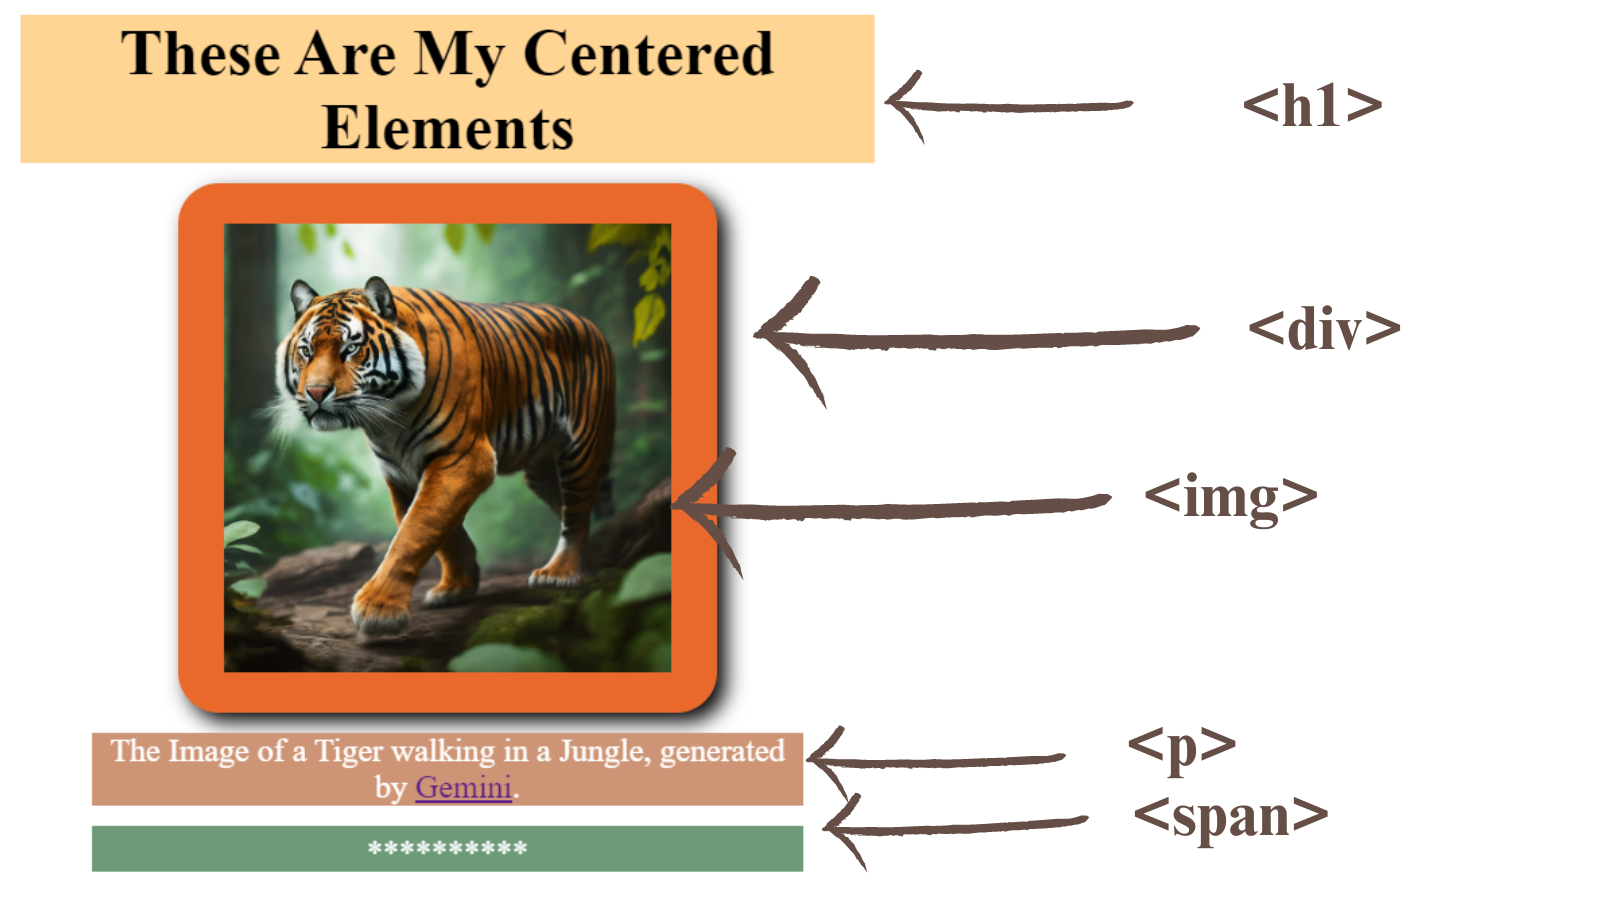 These Are My Centered
Elements
<h1>
<div>
<img>
The Image of a Tiger walking in a Jungle, generated
by Gemini.
<p>
<span>
**********